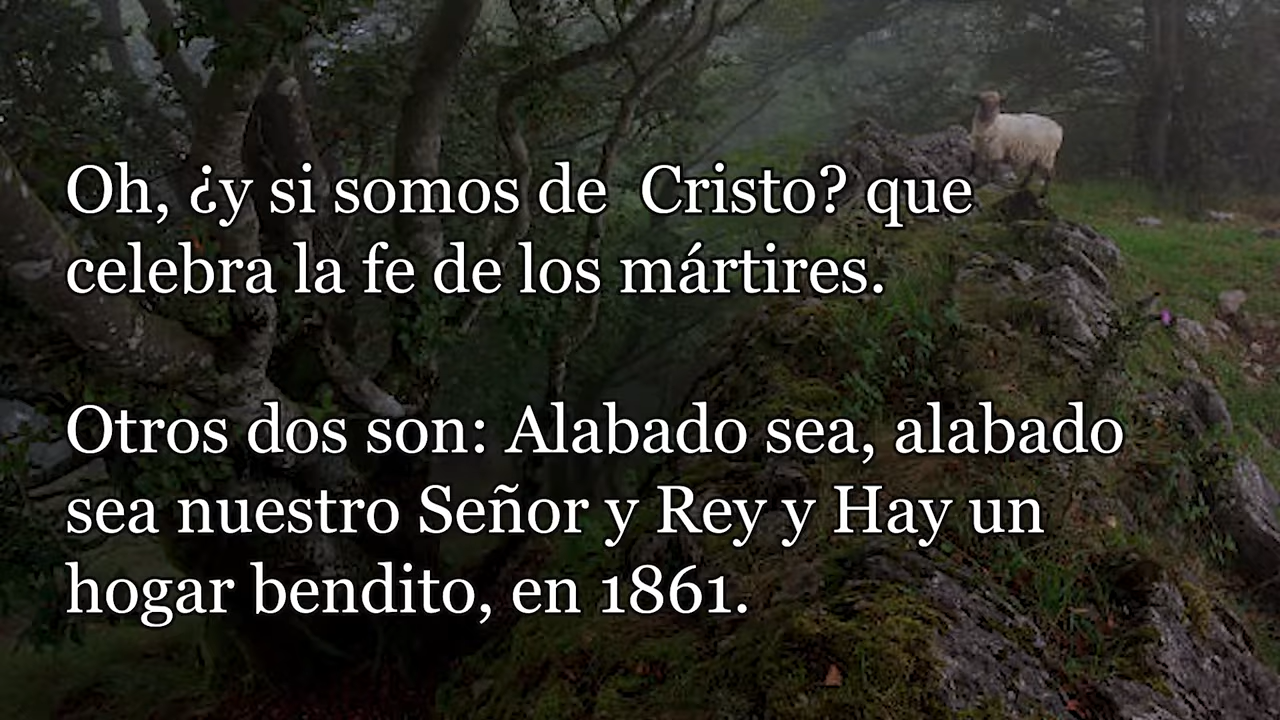 Oh, ¿y si somos de  Cristo? que
celebra la fe de los mártires.
Otros dos son: Alabado sea, alabado
sea nuestro Señor y Rey y Hay un
hogar bendito, en 1861.